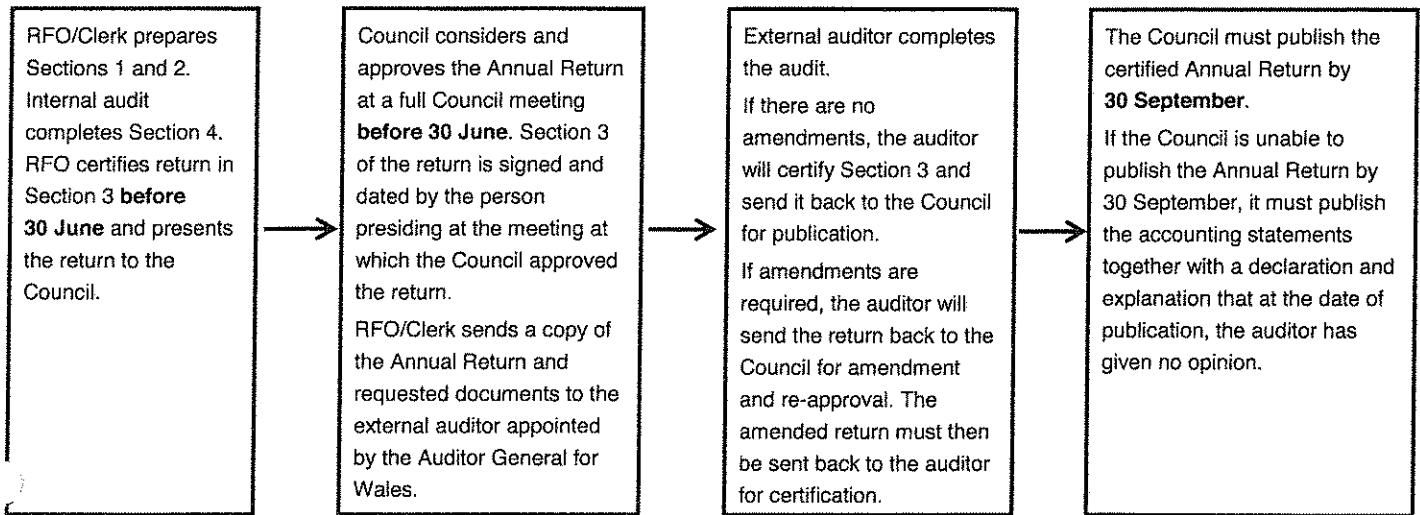 RFO/Clerk prepares
Sections 1 and 2.
Internal audit
completes Section 4.
RFO certifies return in
Section 3 before
30 June and presents
the return to the
Council.
Council considers and
approves the Annual Return
at a full Council meeting
before 30 June. Section 3
of the return is signed and
dated by the person
presiding at the meeting at
which the Council approved
the return.
RFO/Clerk sends a copy of
the Annual Return and
requested documents to the
external auditor appointed
by the Auditor General for
Wales.
External auditor completes
the audit.
If there are no
amendments, the auditor
will certify Section 3 and
send it back to the Council
for publication.
If amendments are
required, the auditor will
send the return back to the
Council for amendment
and re-approval. The
amended return must then
be sent back to the auditor
for certification.
The Council must publish the
certified Annual Return by
30 September.
If the Council is unable to
publish the Annual Return by
30 September, it must publish
the accounting statements
together with a declaration and
explanation that at the date of
publication, the auditor has
given no opinion.